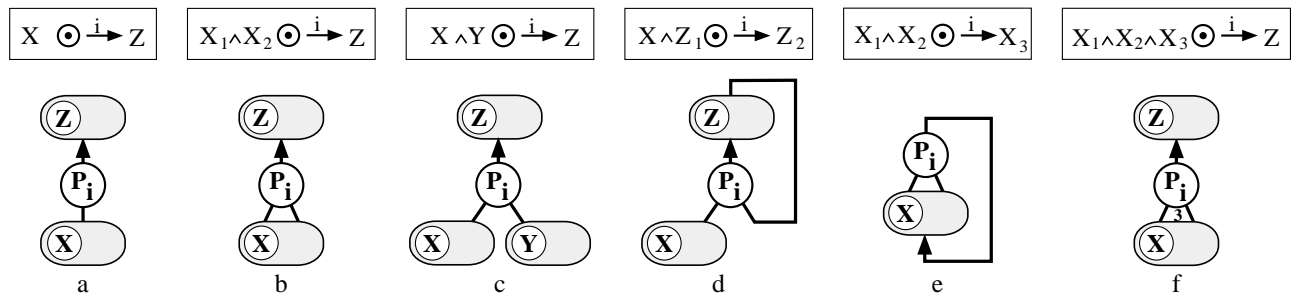 X ⊙ i→ Z
X₁∧X₂ ⊙ i→ Z
X∧Y ⊙ i→ Z
X∧Z₁ ⊙ i→ Z₂
X₁∧X₂ ⊙ i→ X₃
X₁∧X₂∧X₃ ⊙ i→ Z
Z
Pᵢ
X
a
Z
Pᵢ
X
b
Z
Pᵢ
X Y
c
Z
Pᵢ
X
d
Pᵢ
X
e
Z
Pᵢ
3
X
f